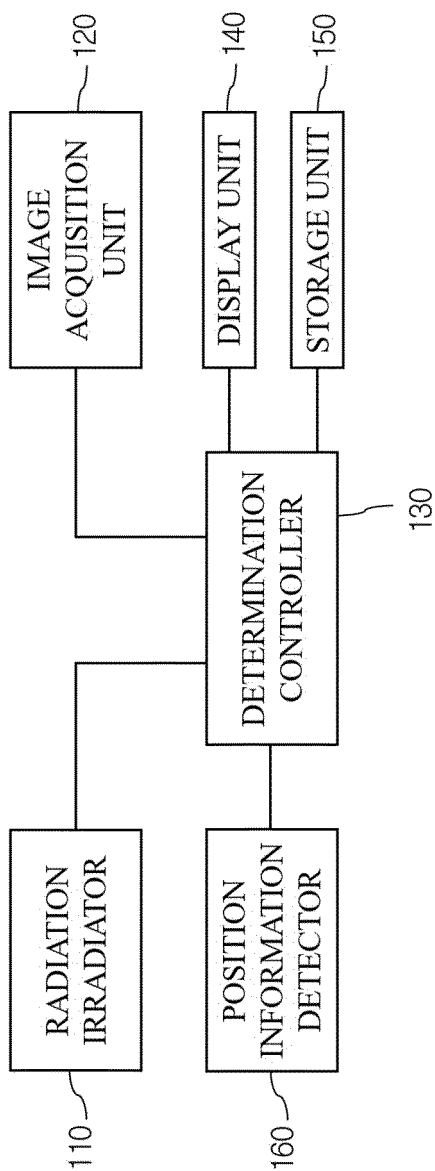 110
RADIATION
IRRADIATOR
IMAGE
ACQUISITION
UNIT
120
160
POSITION
INFORMATION
DETECTOR
DETERMINATION
CONTROLLER
130
DISPLAY UNIT
140
STORAGE UNIT
150